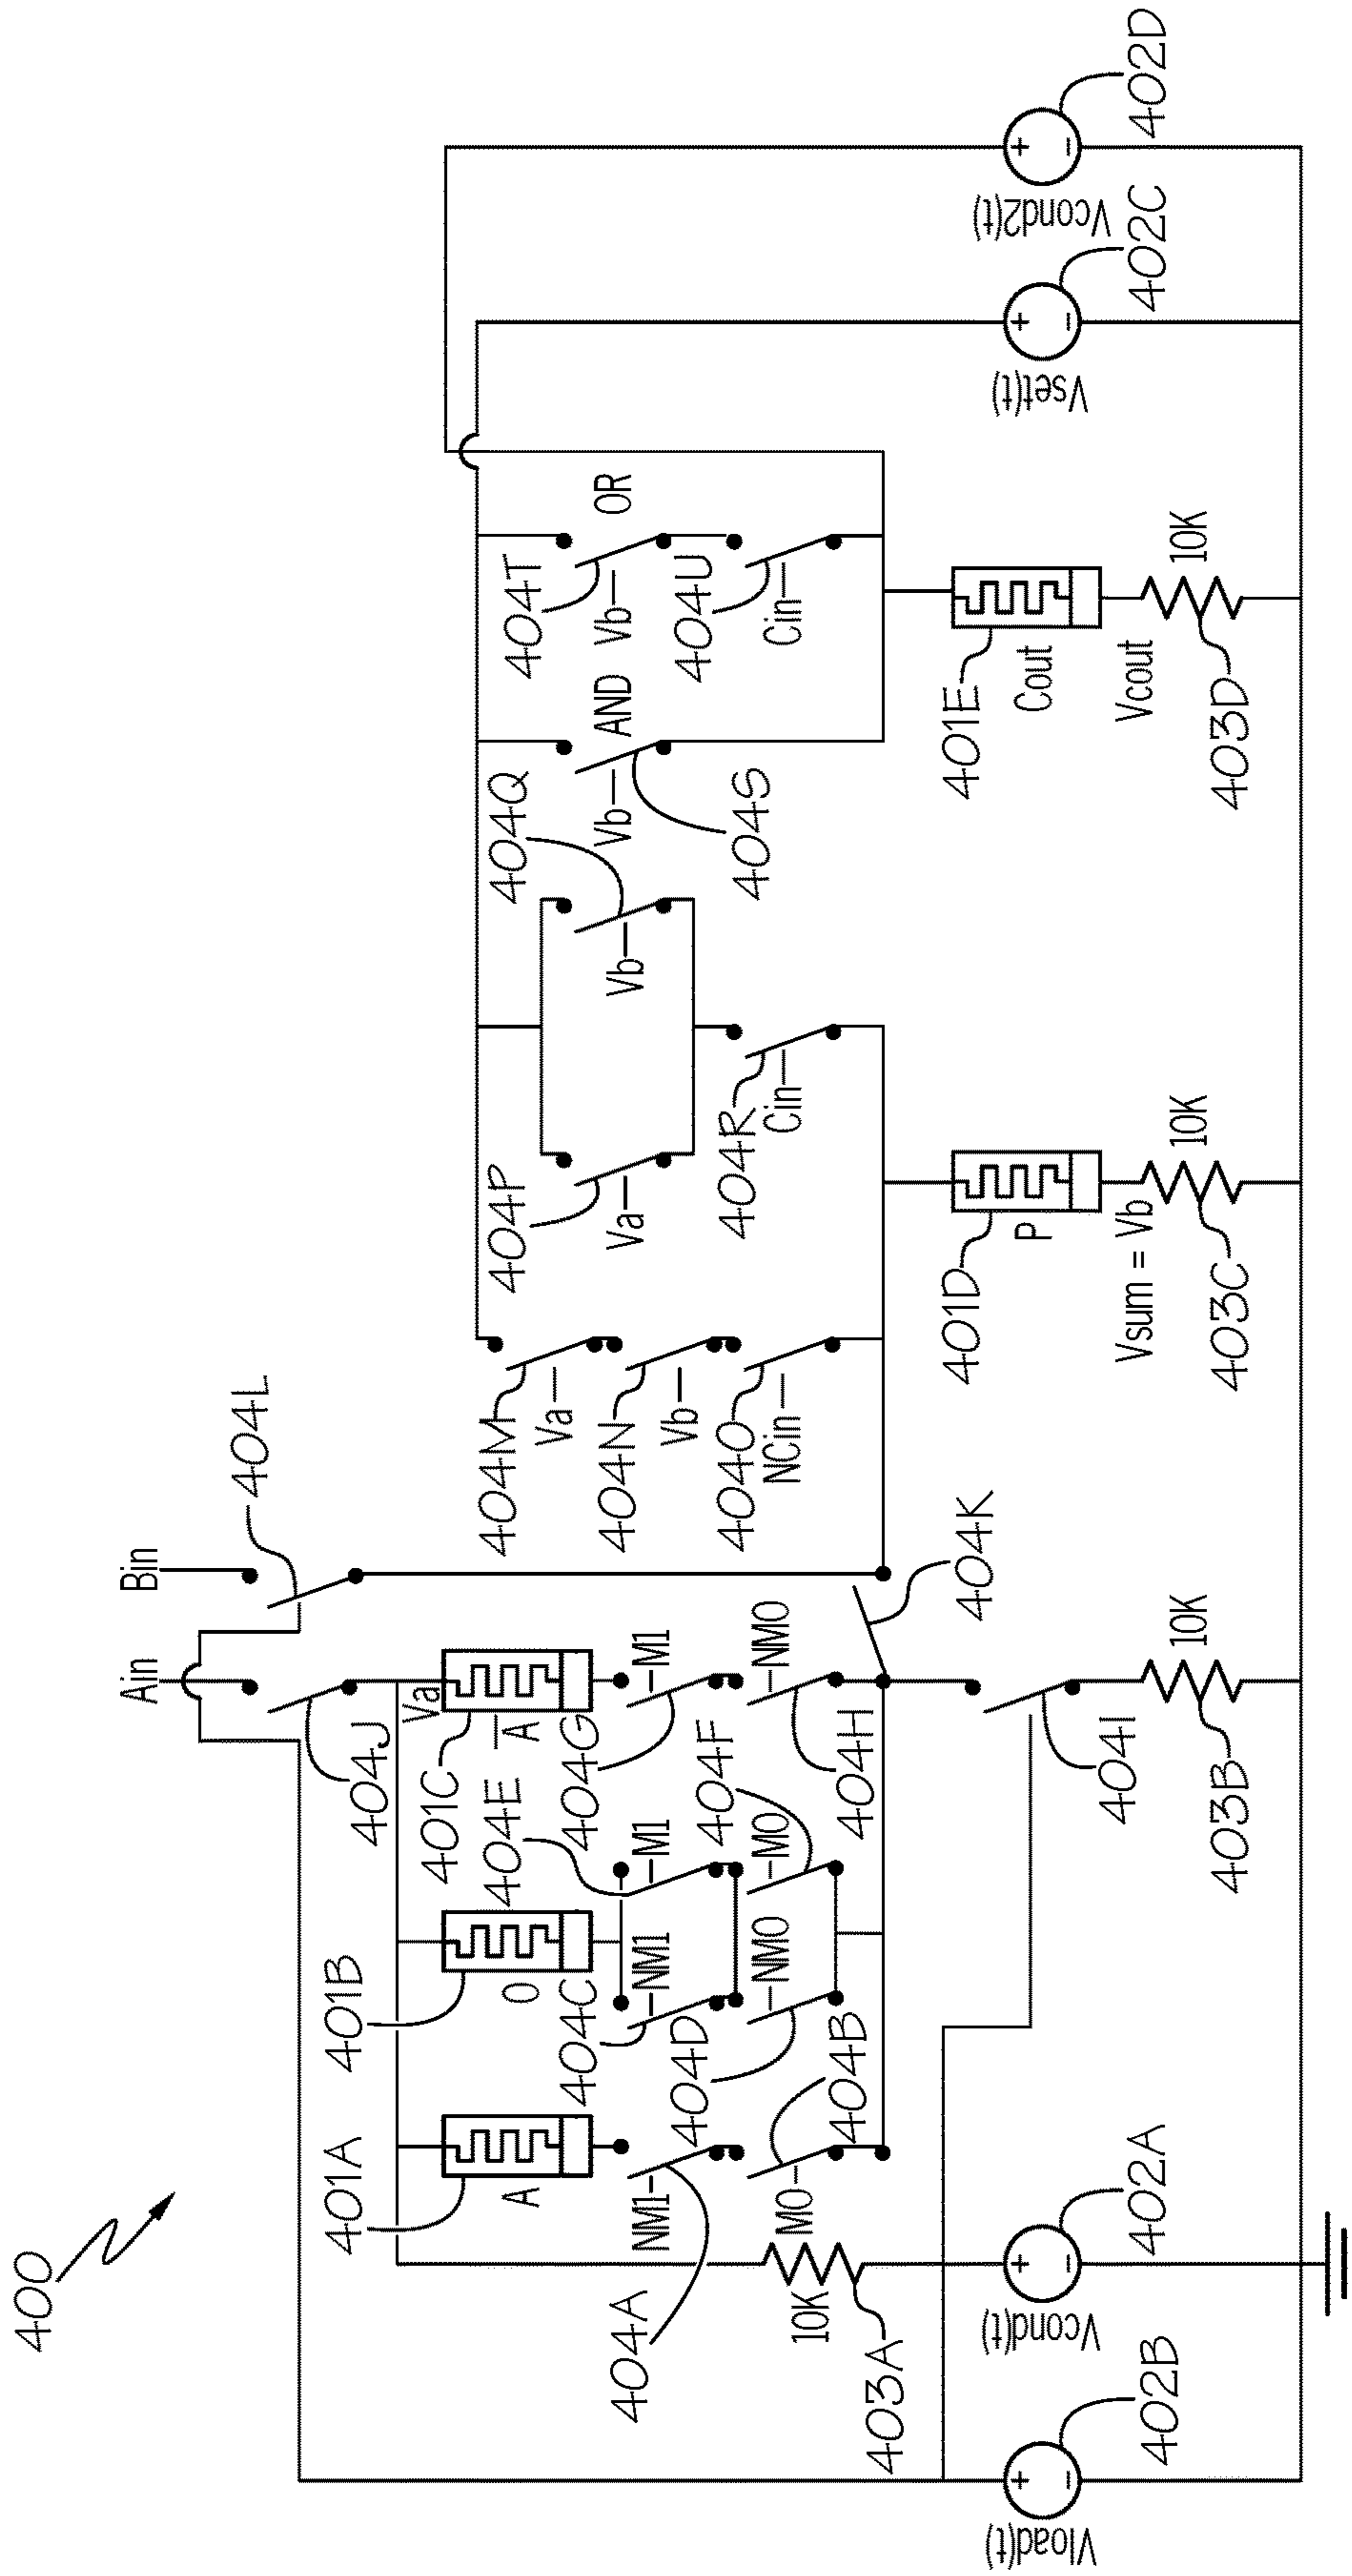 400
Ain
Bin
404L
404J
Va
401A
401B
401C
A
0
A
404A
NM1
404B
M0
404C
NM1
404D
NM0
404E
M1
404F
M0
404G
M1
404H
NM0
404I
404K
10K
403A
10K
403B
404M
Va
404N
Vb
404O
NCin
404P
Va
404Q
Vb
404R
Cin
404S
Vb
AND
404T
Vb
OR
404U
Cin
401D
P
Vsum = Vb
10K
403C
401E
Cout
Vcout
10K
403D
Vload(t)
+
−
402B
Vcond(t)
+
−
402A
Vset(t)
+
−
402C
Vcond2(t)
+
−
402D